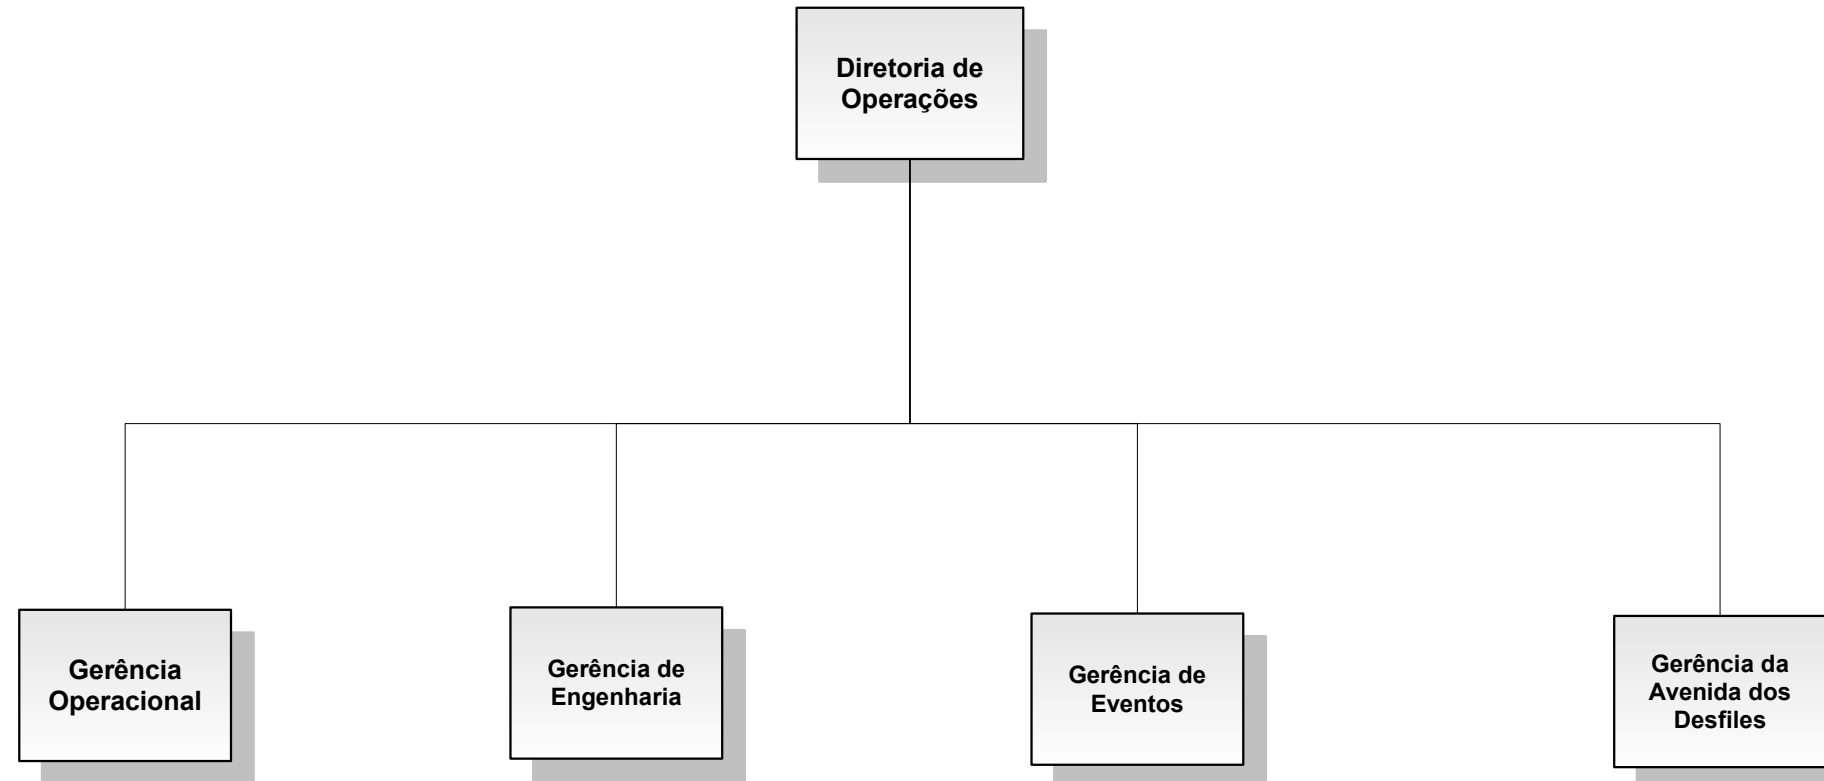 Diretoria de
Operações
Gerência
Operacional
Gerência de
Engenharia
Gerência de
Eventos
Gerência da
Avenida dos
Desfiles